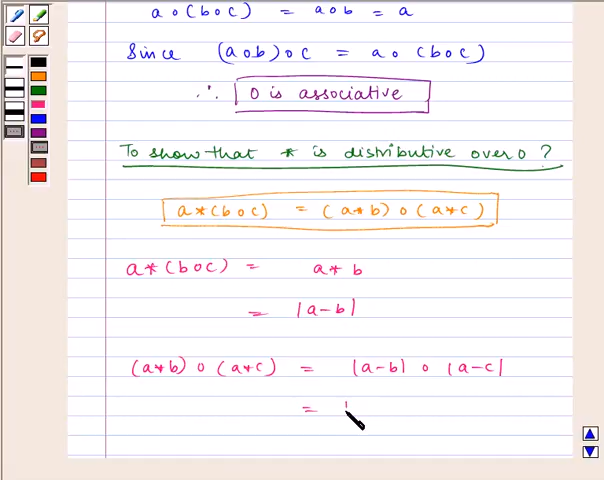 a o (b o c) = a o b = a
Since (a o b) o c = a o (b o c)
∴ o is associative
To show that * is distributive over o ?
a * (b o c) = (a * b) o (a * c)
a * (b o c) = a * b
= |a - b|
(a * b) o (a * c) = |a - b| o |a - c|
=